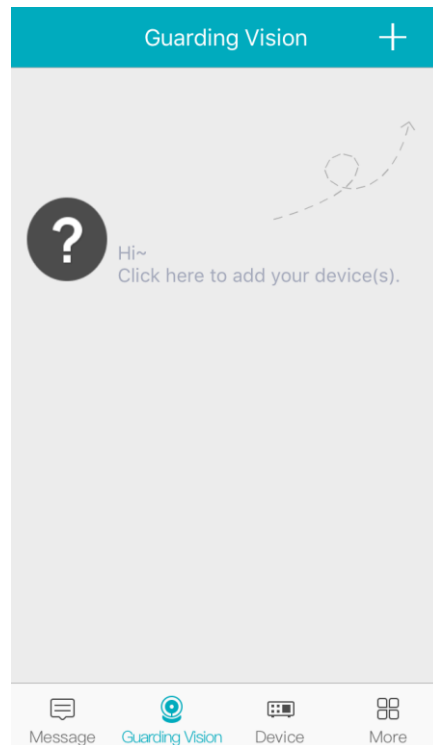 Guarding Vision
?
Hi~
Click here to add your device(s).
Message Guarding Vision Device More